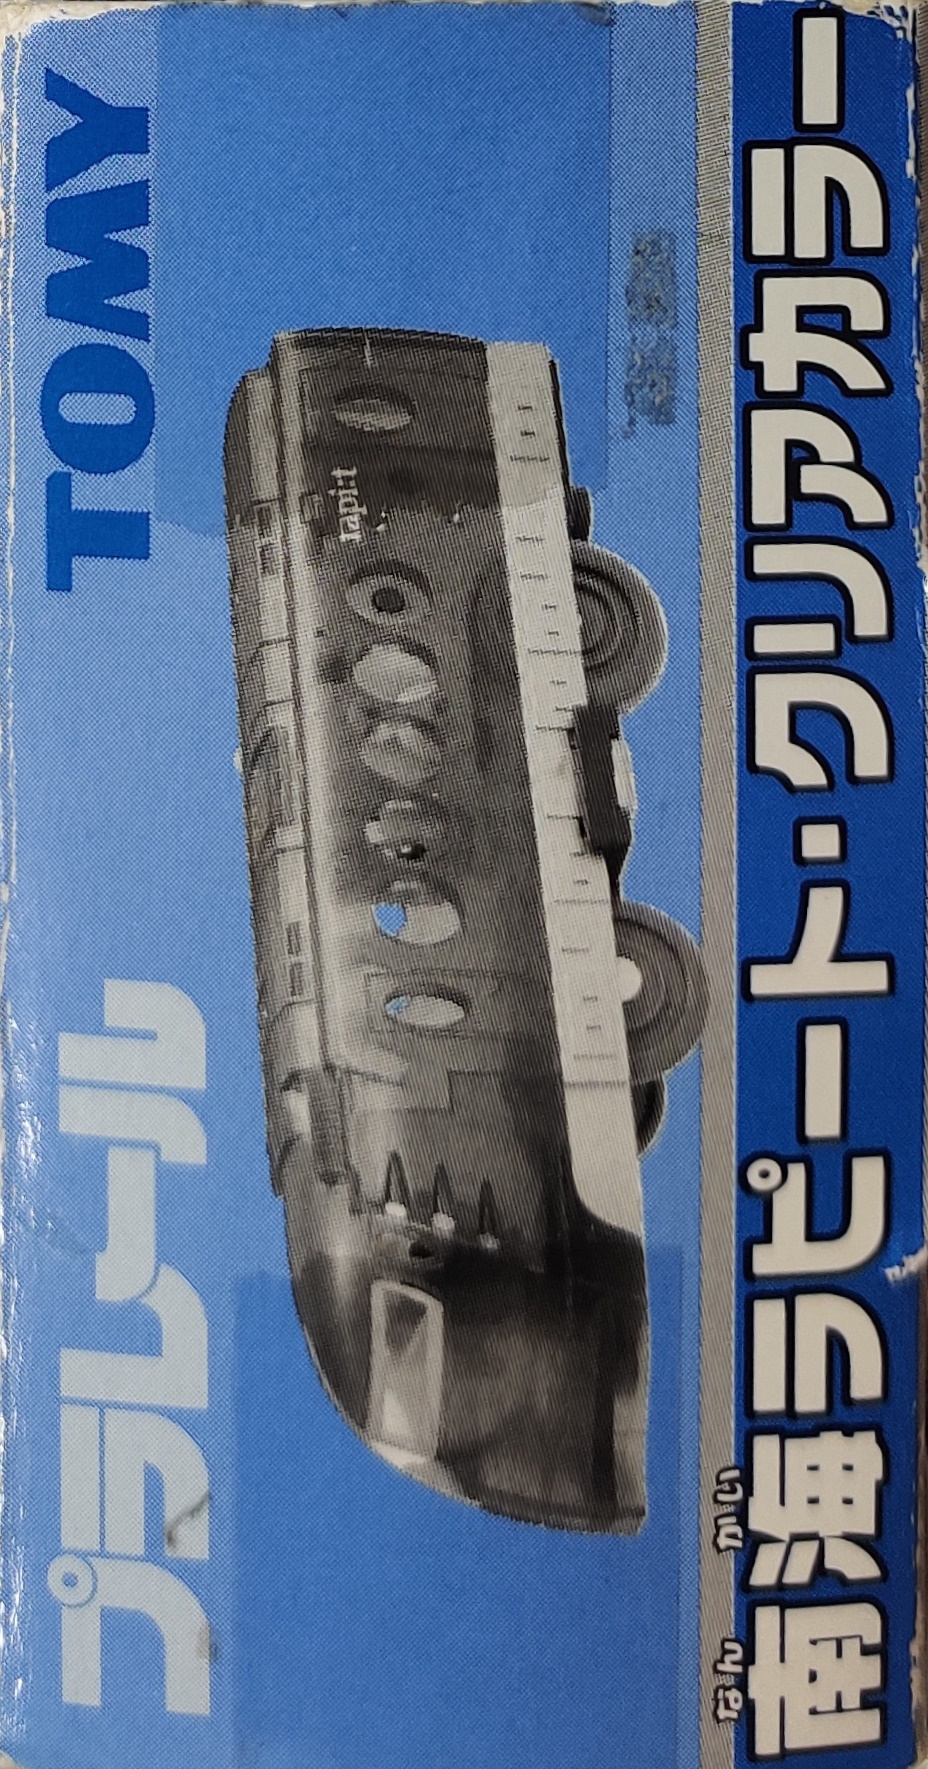 プラレール
TOMY
rapi:t
なん かい
南海ラピート・クリアカラー